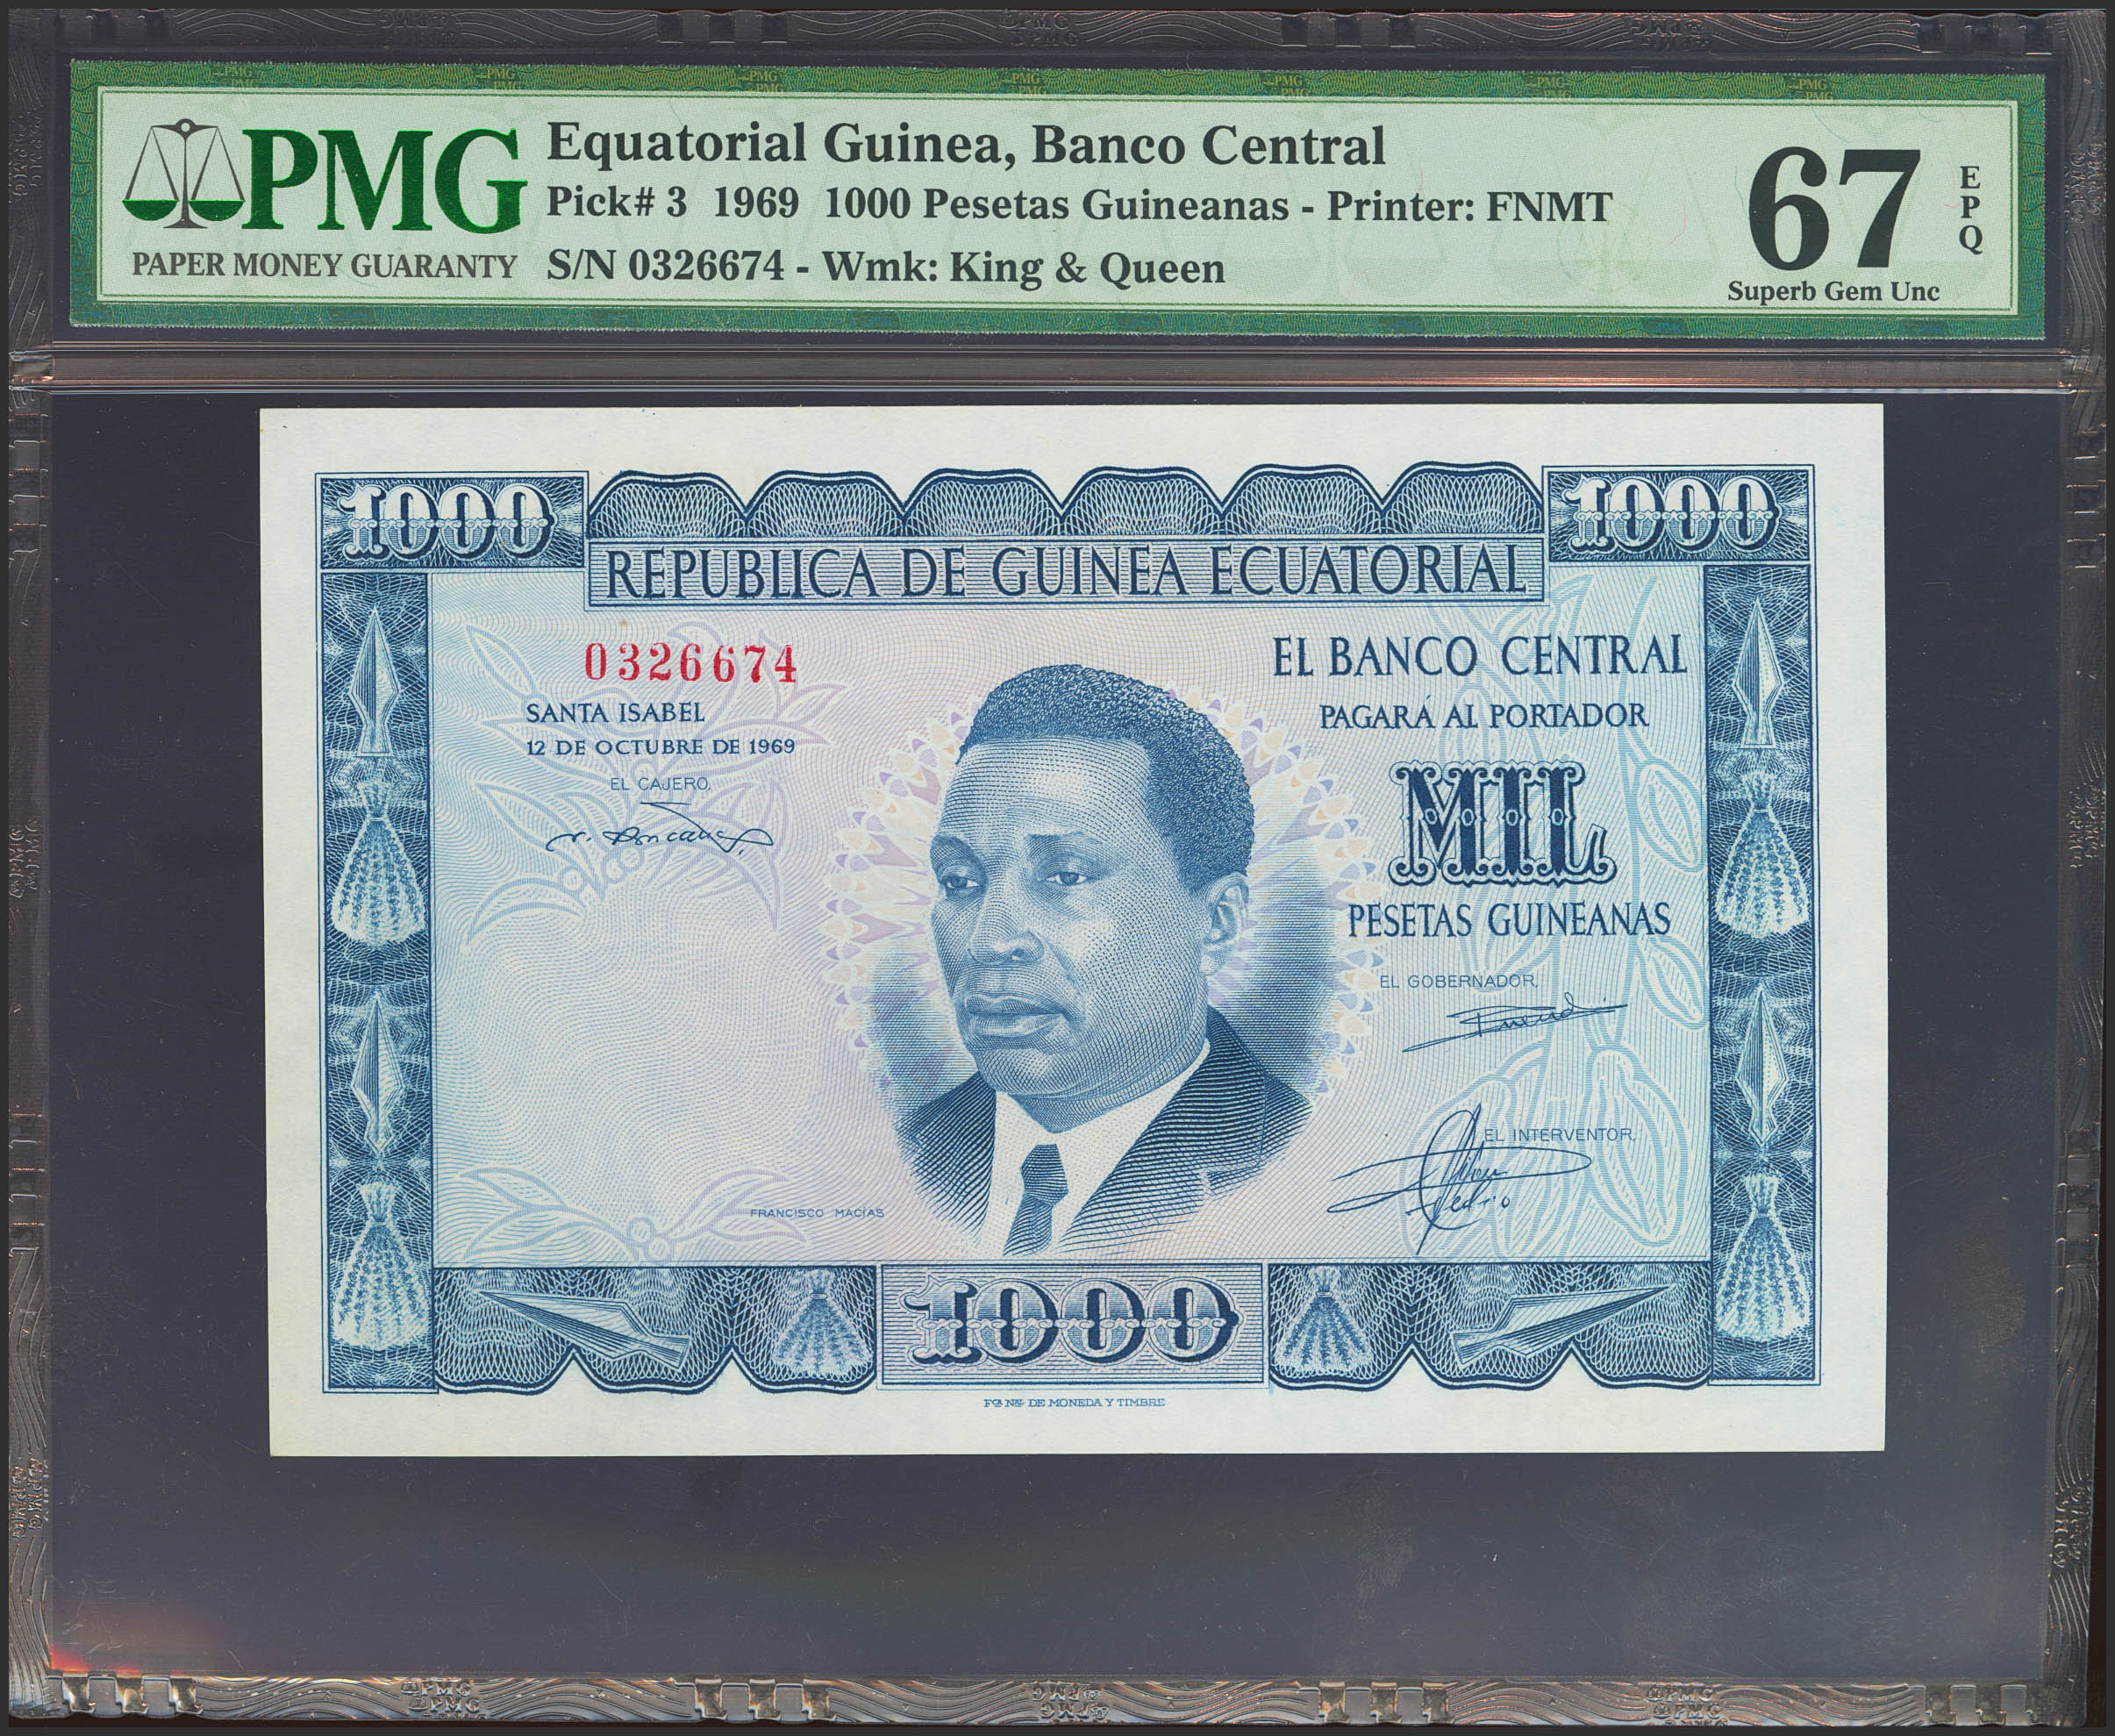 PMG
PAPER MONEY GUARANTY
Equatorial Guinea, Banco Central
Pick# 3 1969 1000 Pesetas Guineanas - Printer: FNMT
S/N 0326674 - Wmk: King & Queen
67
EPQ
Superb Gem Unc
1000
1000
REPUBLICA DE GUINEA ECUATORIAL
0326674
SANTA ISABEL
12 DE OCTUBRE DE 1969
EL CAJERO,
EL BANCO CENTRAL
PAGARÁ AL PORTADOR
MIL
PESETAS GUINEANAS
EL GOBERNADOR,
EL INTERVENTOR,
FRANCISCO MACÍAS
1000
DE MONEDA Y TIMBRE